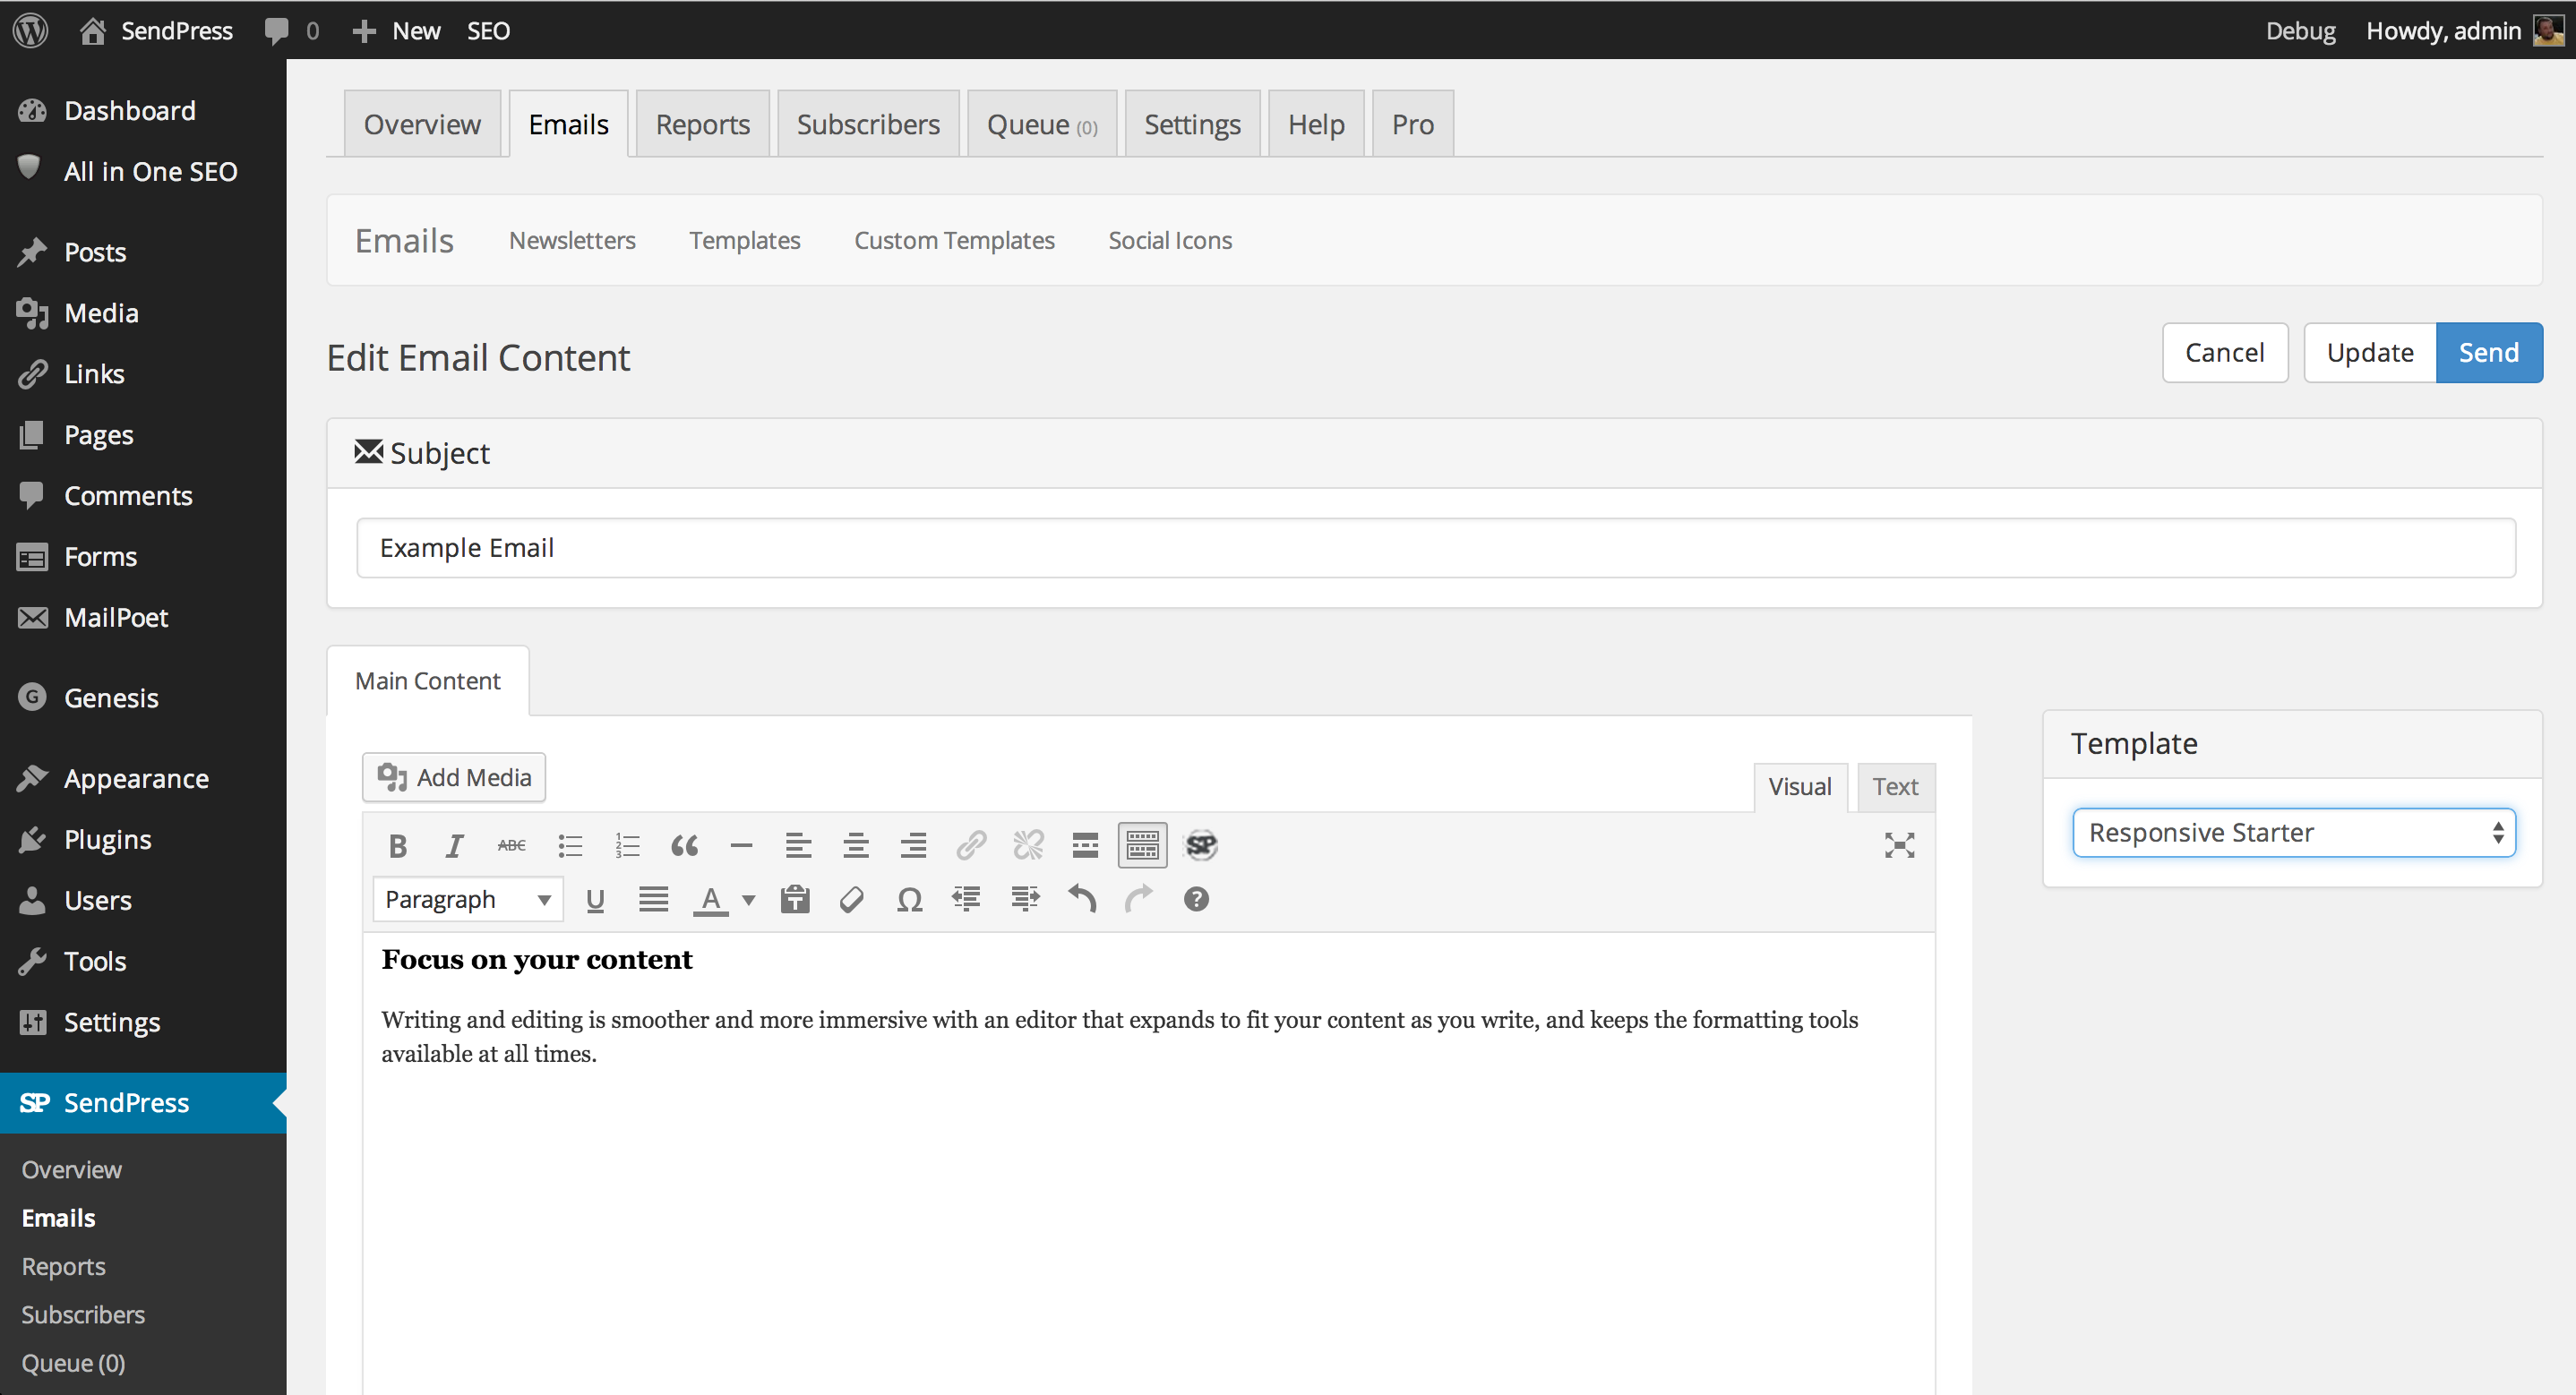 SendPress 0 New SEO Debug Howdy, admin
Dashboard
All in One SEO
Posts
Media
Links
Pages
Comments
Forms
MailPoet
G Genesis
Appearance
Plugins
Users
Tools
Settings
SP SendPress
Overview
Emails
Reports
Subscribers
Queue (0)
Overview Emails Reports Subscribers Queue (0) Settings Help Pro
Emails Newsletters Templates Custom Templates Social Icons
Edit Email Content Cancel Update Send
Subject
Example Email
Main Content
Add Media Visual Text
B I ABC SP
Paragraph U A T Ω ?
Focus on your content
Writing and editing is smoother and more immersive with an editor that expands to fit your content as you write, and keeps the formatting tools
available at all times.
Template
Responsive Starter